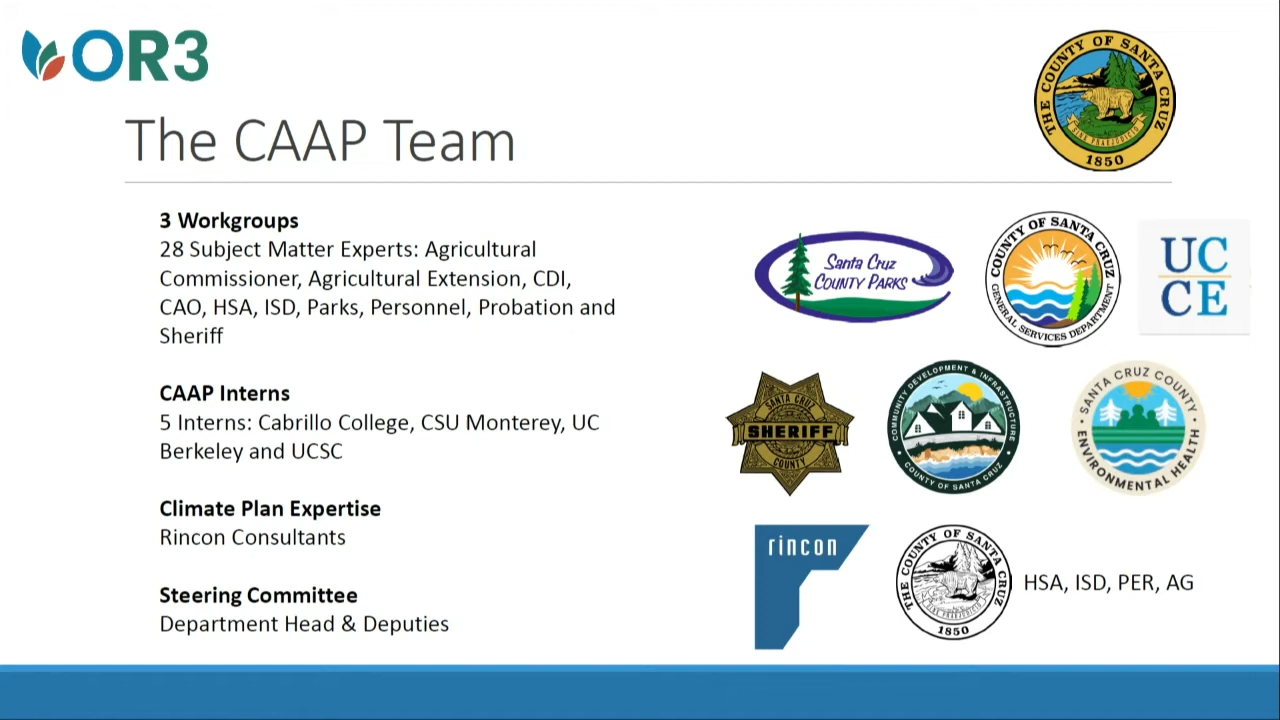 OR3
THE COUNTY OF SANTA CRUZ
SINE PRAEJUDICIO
1850
The CAAP Team
3 Workgroups
28 Subject Matter Experts: Agricultural
Commissioner, Agricultural Extension, CDI,
CAO, HSA, ISD, Parks, Personnel, Probation and
Sheriff
CAAP Interns
5 Interns: Cabrillo College, CSU Monterey, UC
Berkeley and UCSC
Climate Plan Expertise
Rincon Consultants
Steering Committee
Department Head & Deputies
Santa Cruz
COUNTY PARKS
COUNTY OF SANTA CRUZ
GENERAL SERVICES DEPARTMENT
UC
CE
SANTA CRUZ
SHERIFF
COUNTY
COMMUNITY DEVELOPMENT & INFRASTRUCTURE
COUNTY OF SANTA CRUZ
SANTA CRUZ COUNTY
ENVIRONMENTAL HEALTH
rincon
THE COUNTY OF SANTA CRUZ
SINE PRAEJUDICIO
1850
HSA, ISD, PER, AG